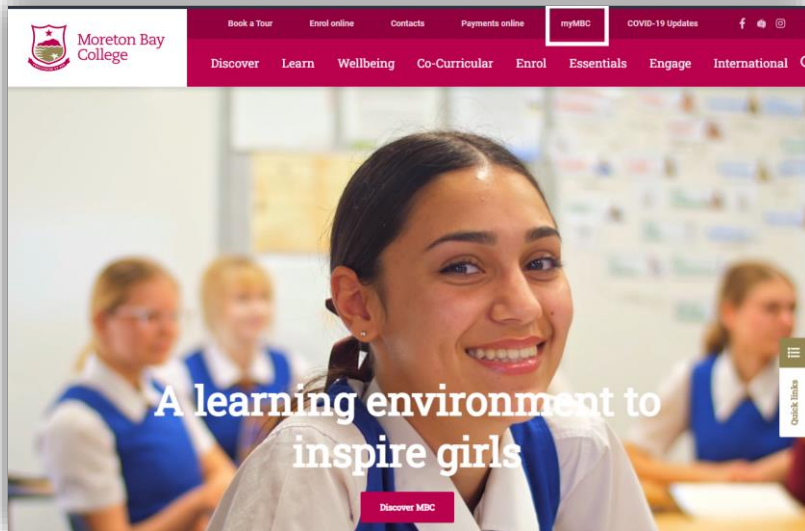 Moreton Bay
College
Book a Tour Enrol online Contacts Payments online myMBC COVID-19 Updates
Discover Learn Wellbeing Co-Curricular Enrol Essentials Engage International
A learning environment to
inspire girls
Discover MBC
Quick links